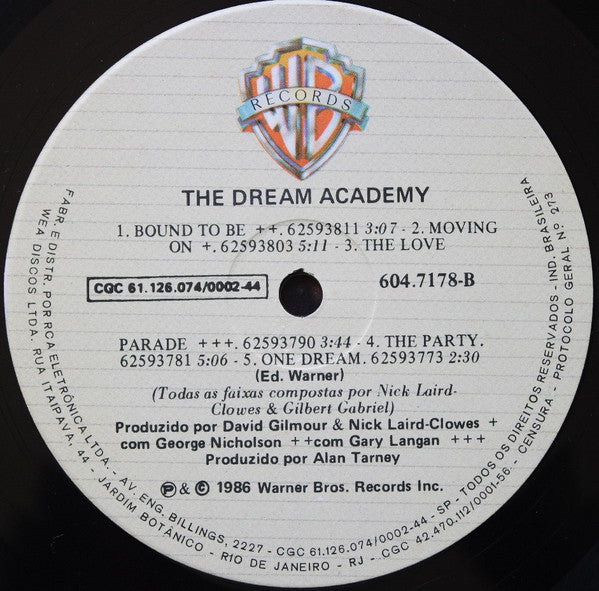 WB
RECORDS
THE DREAM ACADEMY
1. BOUND TO BE ++. 62593811 3:07 - 2. MOVING
ON +. 62593803 5:11 - 3. THE LOVE
CGC 61.126.074/0002-44
604.7178-B
PARADE +++. 62593790 3:44 - 4. THE PARTY.
62593781 5:06 - 5. ONE DREAM. 62593773 2:30
(Ed. Warner)
(Todas as faixas compostas por Nick Laird-
Clowes & Gilbert Gabriel)
Produzido por David Gilmour & Nick Laird-Clowes +
com George Nicholson ++com Gary Langan +++
Produzido por Alan Tarney
℗ & © 1986 Warner Bros. Records Inc.
FABR. E DISTR. POR RCA ELETRÔNICA LTDA. - AV. ENG. BILLINGS, 2227 - CGC 61.126.074/0002-44 - SP - TODOS OS DIREITOS RESERVADOS - IND. BRASILEIRA
WEA DISCOS LTDA. RUA ITAIPAVA, 44 - JARDIM BOTÂNICO - RIO DE JANEIRO - RJ - CGC 42.470.112/0001-56 - CENSURA - PROTOCOLO GERAL Nº 273